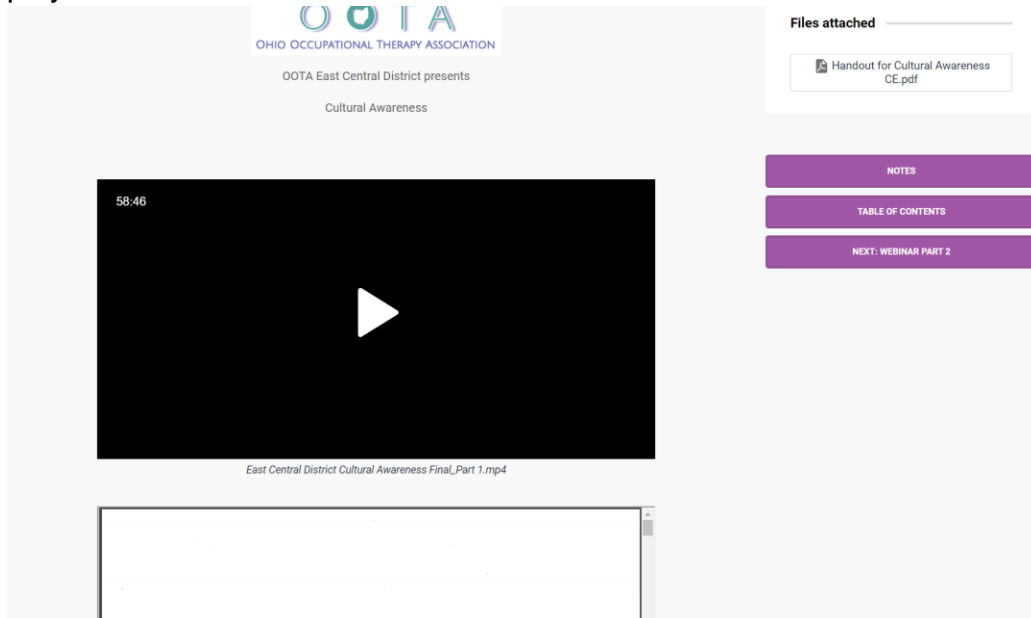 OOTA
OHIO OCCUPATIONAL THERAPY ASSOCIATION
OOTA East Central District presents
Cultural Awareness
58:46
East Central District Cultural Awareness Final_Part 1.mp4
Files attached
Handout for Cultural Awareness
CE.pdf
NOTES
TABLE OF CONTENTS
NEXT: WEBINAR PART 2